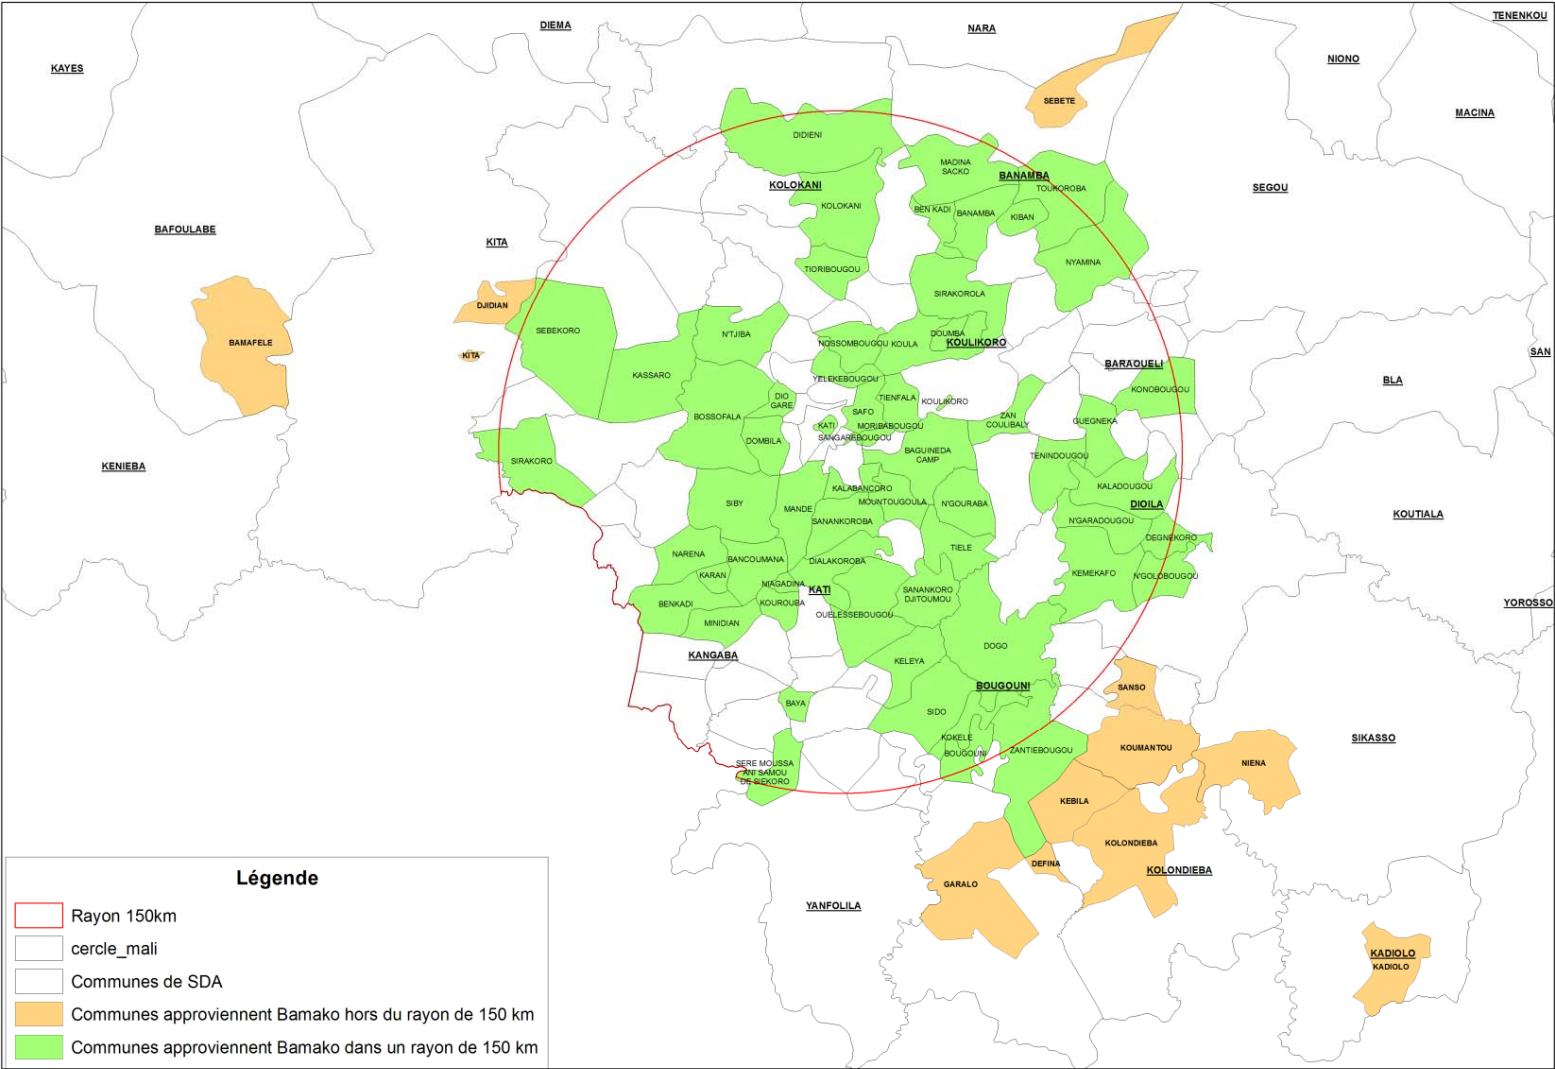 DIEMA
NARA
TENENKOU
KAYES
NIONO
SEBETE
MACINA
DIDIENI
MADINA
SACKO
BANAMBA
TOUKOROBA
KOLOKANI
SEGOU
KOLOKANI
BEN KADI
BANAMBA
KIBAN
BAFOULABE
KITA
TIORIBOUGOU
NYAMINA
SIRAKOROLA
DJIDIAN
SEBEKORO
N'TJIBA
DOUMBA
NOSSOMBOUGOU
KOULA
KOULIKORO
BAMAFELE
KITA
SAN
BARAOUELI
KASSARO
YELEKEBOUGOU
BLA
KONOBOUGOU
DIO
GARE
TIENFALA
KOULIKORO
BOSSOFALA
SAFO
ZAN
COULIBALY
GUEGNEKA
KATI
MORIBABOUGOU
SANGAREBOUGOU
DOMBILA
BAGUINEDA
CAMP
TENINDOUGOU
KENIEBA
SIRAKORO
KALABANCORO
KALADOUGOU
SIBY
MANDE
MOUNTOUGOULA
N'GOURABA
DIOILA
KOUTIALA
SANANKOROBA
N'GARADOUGOU
DEGNEKORO
TIELE
NARENA
BANCOUMANA
DIALAKOROBA
KARAN
KEMEKAFO
N'GOLOBOUGOU
NIAGADINA
KATI
SANANKORO
DJITOUMOU
BENKADI
KOUROUBA
YOROSSO
OUELESSEBOUGOU
MINIDIAN
DOGO
KANGABA
KELEYA
BOUGOUNI
SANSO
BAYA
SIDO
KOKELE
SIKASSO
BOUGOUNI
ZANTIEBOUGOU
KOUMANTOU
SERE MOUSSA
ANI SAMOU
DE SIEKORO
NIENA
KEBILA
KOLONDIEBA
DEFINA
KOLONDIEBA
GARALO
YANFOLILA
KADIOLO
KADIOLO
Légende
Rayon 150km
cercle_mali
Communes de SDA
Communes approviennent Bamako hors du rayon de 150 km
Communes approviennent Bamako dans un rayon de 150 km